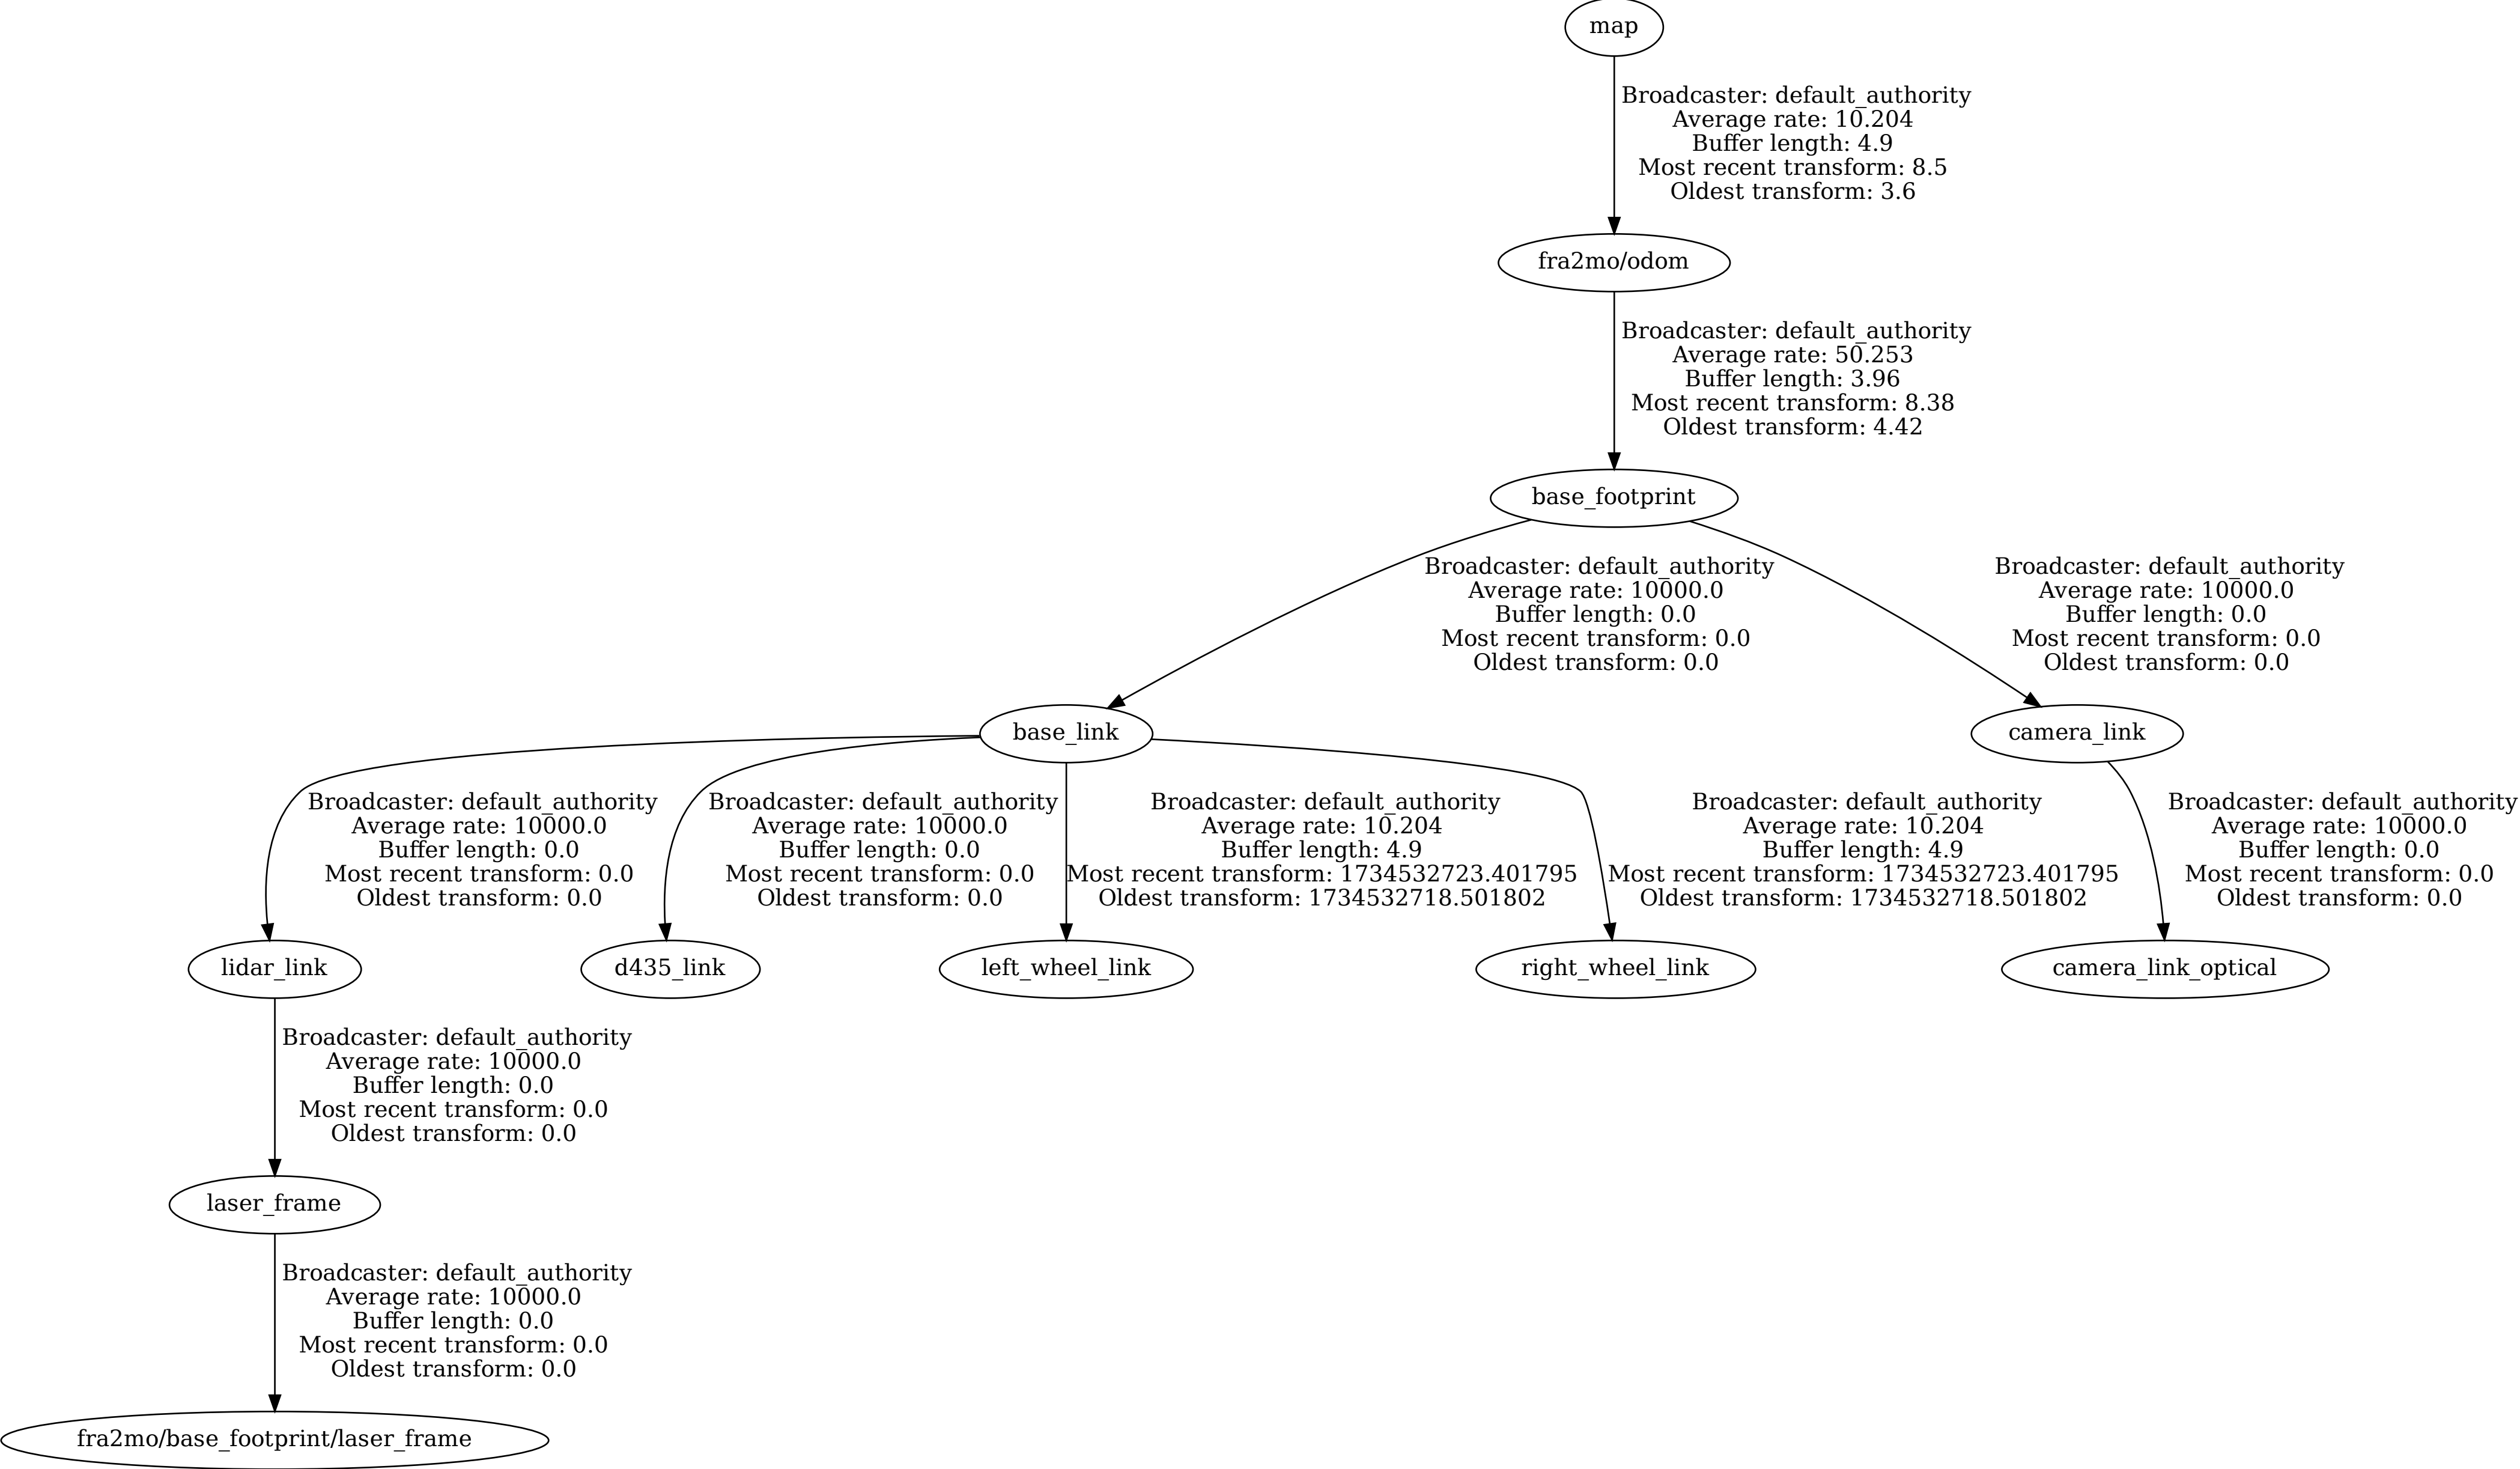 map
Broadcaster: default_authority
Average rate: 10.204
Buffer length: 4.9
Most recent transform: 8.5
Oldest transform: 3.6
fra2mo/odom
Broadcaster: default_authority
Average rate: 50.253
Buffer length: 3.96
Most recent transform: 8.38
Oldest transform: 4.42
base_footprint
Broadcaster: default_authority
Average rate: 10000.0
Buffer length: 0.0
Most recent transform: 0.0
Oldest transform: 0.0
Broadcaster: default_authority
Average rate: 10000.0
Buffer length: 0.0
Most recent transform: 0.0
Oldest transform: 0.0
base_link
camera_link
Broadcaster: default_authority
Average rate: 10000.0
Buffer length: 0.0
Most recent transform: 0.0
Oldest transform: 0.0
Broadcaster: default_authority
Average rate: 10000.0
Buffer length: 0.0
Most recent transform: 0.0
Oldest transform: 0.0
Broadcaster: default_authority
Average rate: 10.204
Buffer length: 4.9
Most recent transform: 1734532723.401795
Oldest transform: 1734532718.501802
Broadcaster: default_authority
Average rate: 10.204
Buffer length: 4.9
Most recent transform: 1734532723.401795
Oldest transform: 1734532718.501802
Broadcaster: default_authority
Average rate: 10000.0
Buffer length: 0.0
Most recent transform: 0.0
Oldest transform: 0.0
lidar_link
d435_link
left_wheel_link
right_wheel_link
camera_link_optical
Broadcaster: default_authority
Average rate: 10000.0
Buffer length: 0.0
Most recent transform: 0.0
Oldest transform: 0.0
laser_frame
Broadcaster: default_authority
Average rate: 10000.0
Buffer length: 0.0
Most recent transform: 0.0
Oldest transform: 0.0
fra2mo/base_footprint/laser_frame